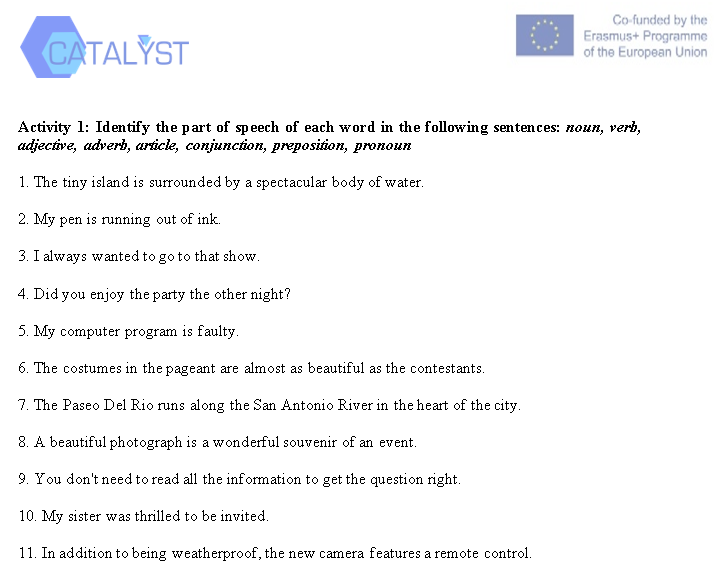 CATALYST
Co-funded by the
Erasmus+ Programme
of the European Union
Activity 1: Identify the part of speech of each word in the following sentences: noun, verb,
adjective, adverb, article, conjunction, preposition, pronoun
1. The tiny island is surrounded by a spectacular body of water.
2. My pen is running out of ink.
3. I always wanted to go to that show.
4. Did you enjoy the party the other night?
5. My computer program is faulty.
6. The costumes in the pageant are almost as beautiful as the contestants.
7. The Paseo Del Rio runs along the San Antonio River in the heart of the city.
8. A beautiful photograph is a wonderful souvenir of an event.
9. You don't need to read all the information to get the question right.
10. My sister was thrilled to be invited.
11. In addition to being weatherproof, the new camera features a remote control.